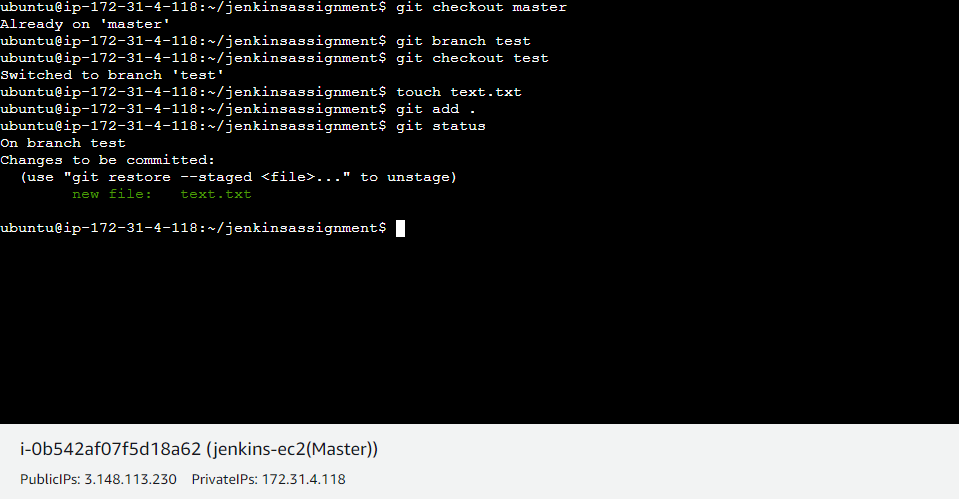 ubuntu@ip-172-31-4-118:~/jenkinsassignment$ git checkout master
Already on 'master'
ubuntu@ip-172-31-4-118:~/jenkinsassignment$ git branch test
ubuntu@ip-172-31-4-118:~/jenkinsassignment$ git checkout test
Switched to branch 'test'
ubuntu@ip-172-31-4-118:~/jenkinsassignment$ touch text.txt
ubuntu@ip-172-31-4-118:~/jenkinsassignment$ git add .
ubuntu@ip-172-31-4-118:~/jenkinsassignment$ git status
On branch test
Changes to be committed:
  (use "git restore --staged <file>..." to unstage)
        new file:   text.txt
ubuntu@ip-172-31-4-118:~/jenkinsassignment$
i-0b542af07f5d18a62 (jenkins-ec2(Master))
PublicIPs: 3.148.113.230 PrivateIPs: 172.31.4.118